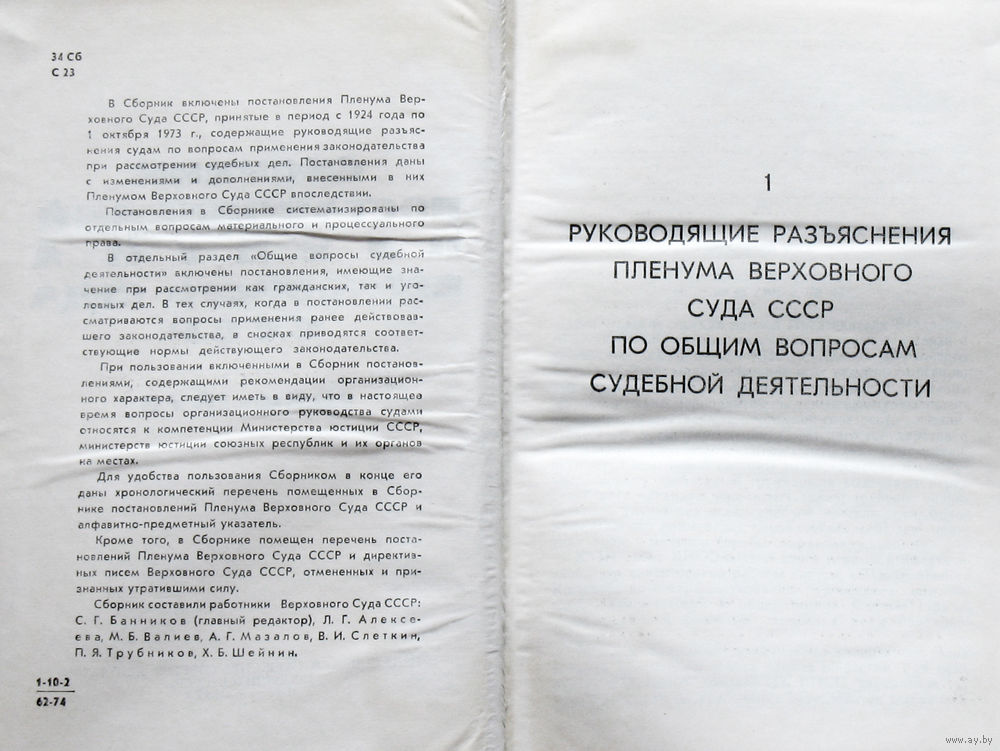 34 Сб
С 23
В Сборник включены постановления Пленума Вер-
ховного Суда СССР, принятые в период с 1924 года по
1 октября 1973 г., содержащие руководящие разъяс-
нения судам по вопросам применения законодательства
при рассмотрении судебных дел. Постановления даны
с изменениями и дополнениями, внесенными в них
Пленумом Верховного Суда СССР впоследствии.
Постановления в Сборнике систематизированы по
отдельным вопросам материального и процессуального
права.
В отдельный раздел «Общие вопросы судебной
деятельности» включены постановления, имеющие зна-
чение при рассмотрении как гражданских, так и уго-
ловных дел. В тех случаях, когда в постановлении рас-
сматриваются вопросы применения ранее действовав-
шего законодательства, в сносках приводятся соответ-
ствующие нормы действующего законодательства.
При пользовании включенными в Сборник постанов-
лениями, содержащими рекомендации организацион-
ного характера, следует иметь в виду, что в настоящее
время вопросы организационного руководства судами
относятся к компетенции Министерства юстиции СССР,
министерств юстиции союзных республик и их органов
на местах.
Для удобства пользования Сборником в конце его
даны хронологический перечень помещенных в Сбор-
нике постановлений Пленума Верховного Суда СССР и
алфавитно-предметный указатель.
Кроме того, в Сборнике помещен перечень поста-
новлений Пленума Верховного Суда СССР и директив-
ных писем Верховного Суда СССР, отмененных и при-
знанных утратившими силу.
Сборник составили работники Верховного Суда СССР:
С. Г. Банников (главный редактор), Л. Г. Алексе-
ева, М. Б. Валиев, А. Г. Мазалов, В. И. Слеткин,
П. Я. Трубников, Х. Б. Шейнин.
1-10-2
62-74
1
РУКОВОДЯЩИЕ РАЗЪЯСНЕНИЯ
ПЛЕНУМА ВЕРХОВНОГО
СУДА СССР
ПО ОБЩИМ ВОПРОСАМ
СУДЕБНОЙ ДЕЯТЕЛЬНОСТИ
www.ay.by